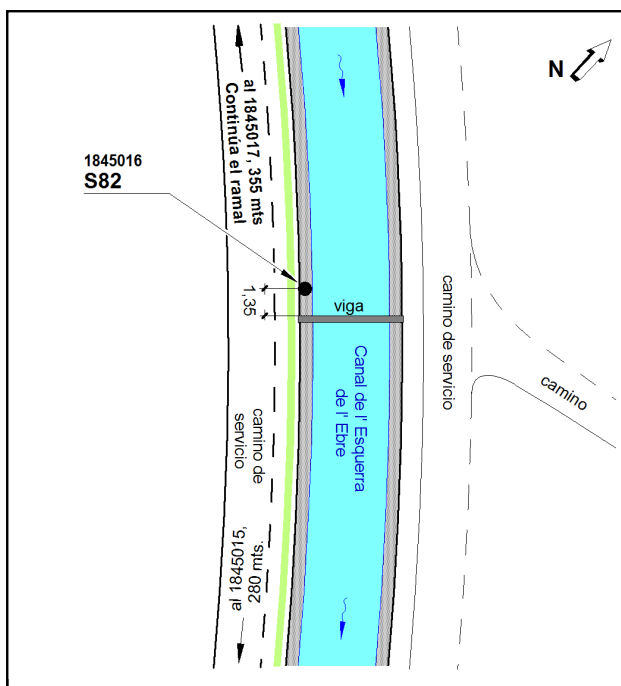 N
al 1845017, 355 mts
Continúa el ramal
1845016
S82
1,35
viga
camino de servicio
camino
Canal de l' Esquerra
de l' Ebre
camino de
servicio
280 mts.
al 1845015,